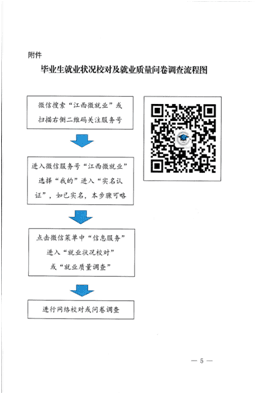 附件
毕业生就业状况校对及就业质量问卷调查流程图
微信搜索“江西微就业”或
扫描右侧二维码关注服务号
进入微信服务号“江西微就业”
选择“我的”进入“实名认
证”，如已实名，本步骤可略
点击微信菜单中“信息服务”
进入“就业状况校对”
或“就业质量调查”
进行网络校对或问卷调查
— 5 —